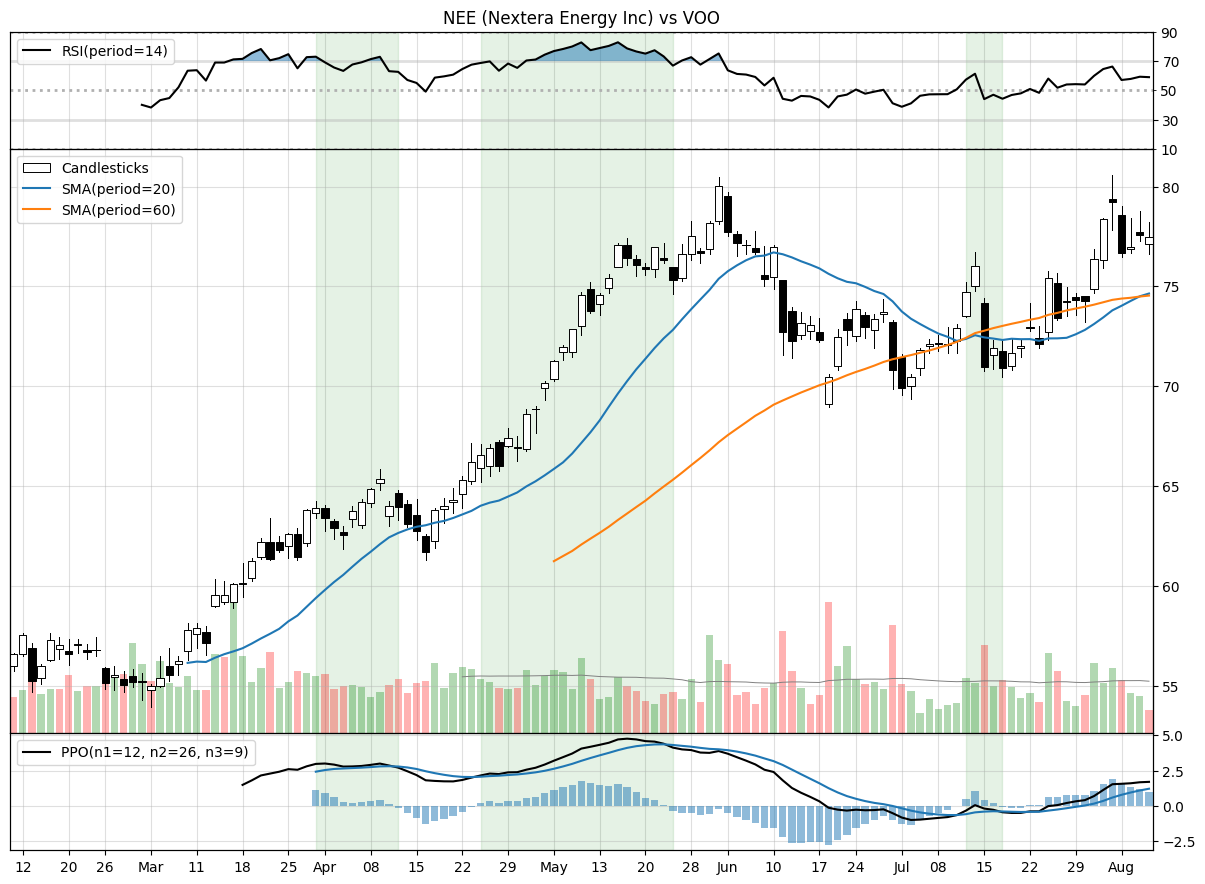 NEE (Nextera Energy Inc) vs VOO
RSI(period=14)
90
70
50
30
10
Candlesticks
SMA(period=20)
SMA(period=60)
80
75
70
65
60
55
PPO(n1=12, n2=26, n3=9)
5.0
2.5
0.0
−2.5
12 20 26 Mar 11 18 25 Apr 08 15 22 29 May 13 20 28 Jun 10 17 24 Jul 08 15 22 29 Aug